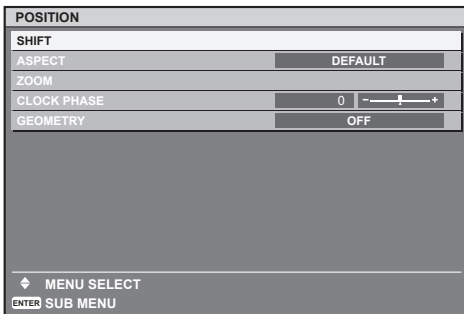 POSITION
SHIFT
ASPECT DEFAULT
ZOOM
CLOCK PHASE 0 - +
GEOMETRY OFF
MENU SELECT
ENTER SUB MENU